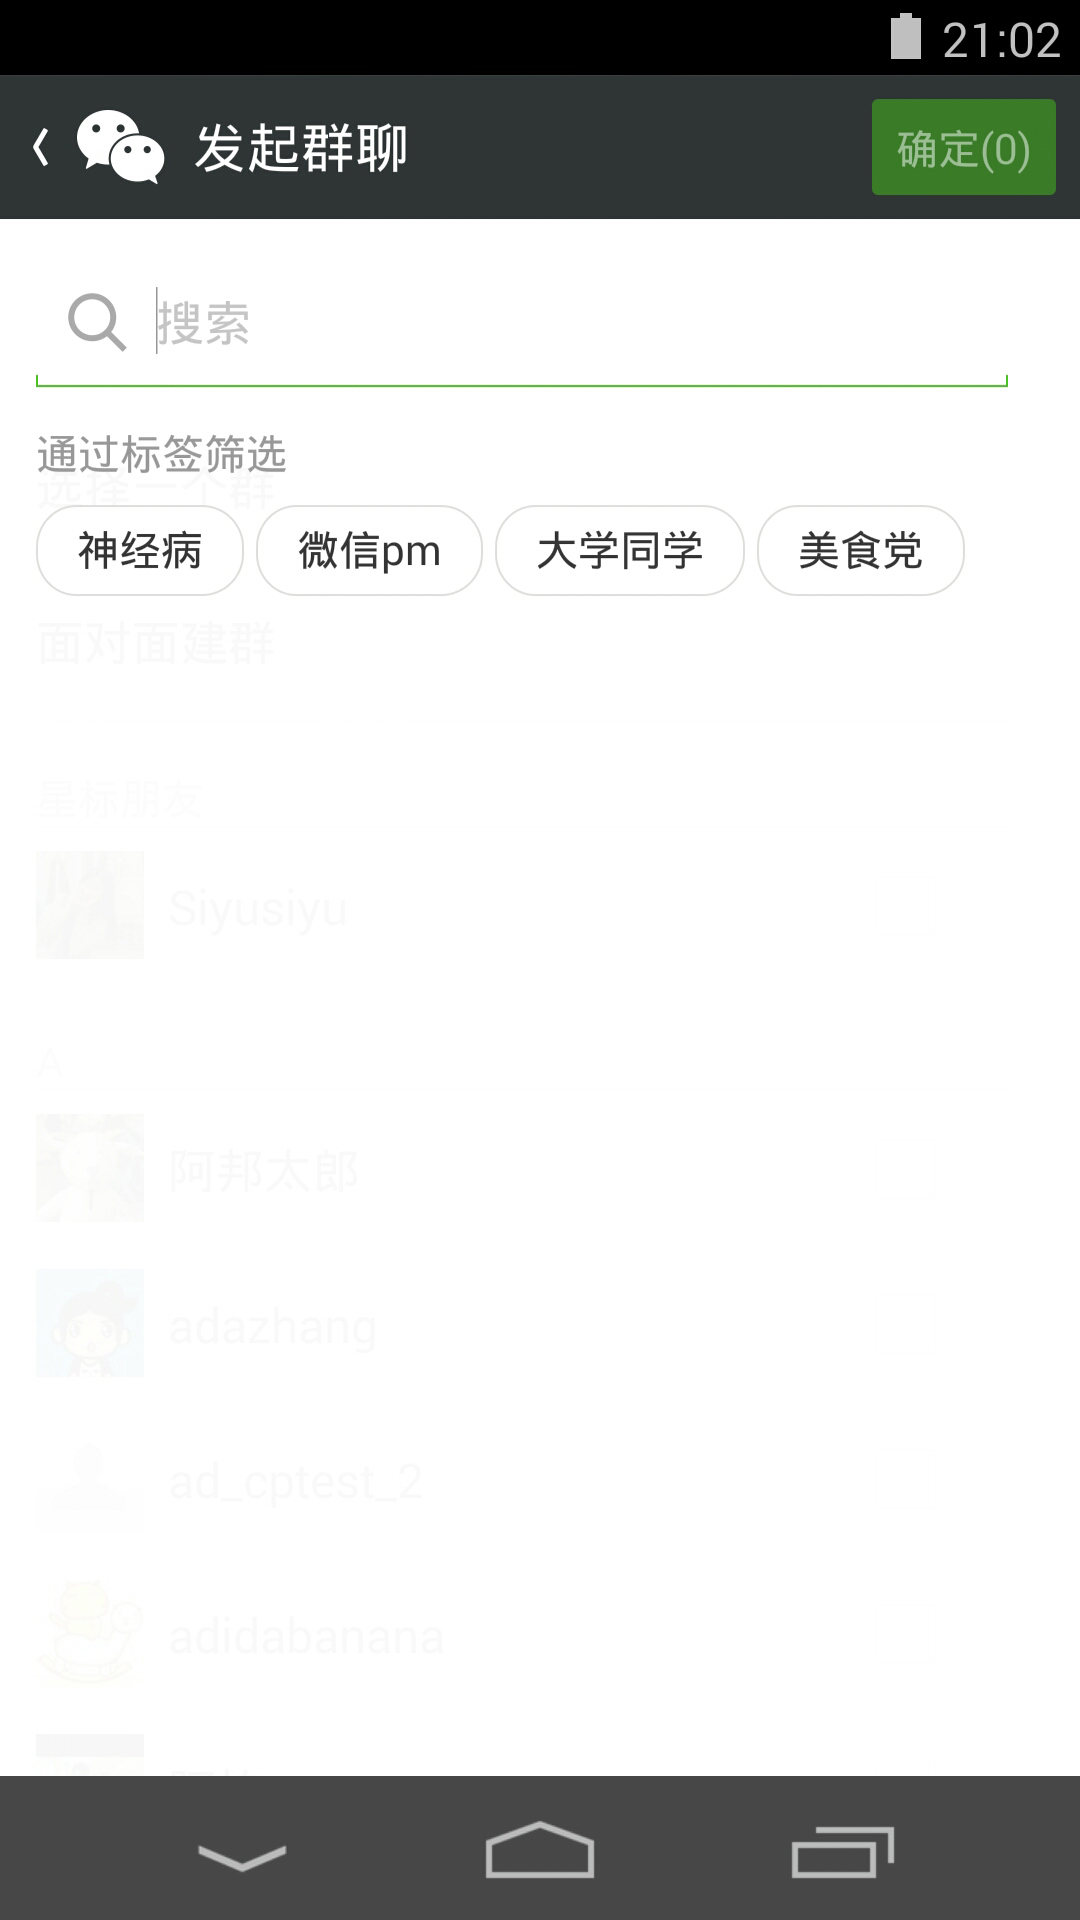 21:02
发起群聊
确定(0)
搜索
通过标签筛选
选择一个群
神经病
微信pm
大学同学
美食党
面对面建群
星标朋友
Siyusiyu
A
阿邦太郎
adazhang
ad_cptest_2
adidabanana